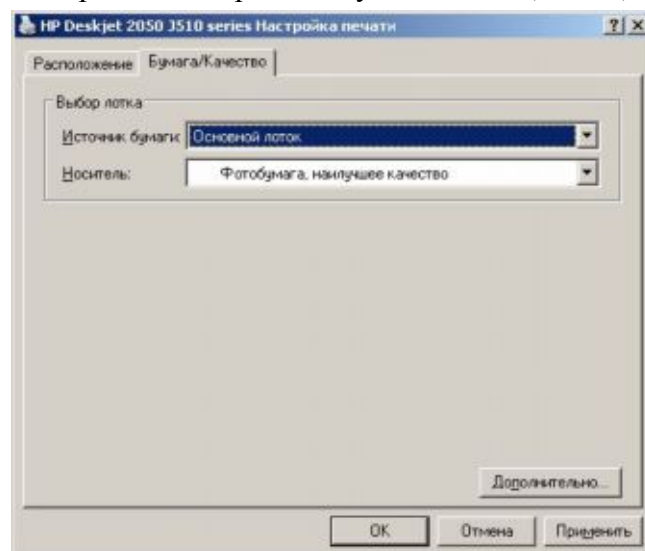 HP Deskjet 2050 J510 series Настройка печати
Расположение Бумага/Качество
Выбор лотка
Источник бумаги: Основной лоток
Носитель: Фотобумага, наилучшее качество
Дополнительно...
OK Отмена Применить